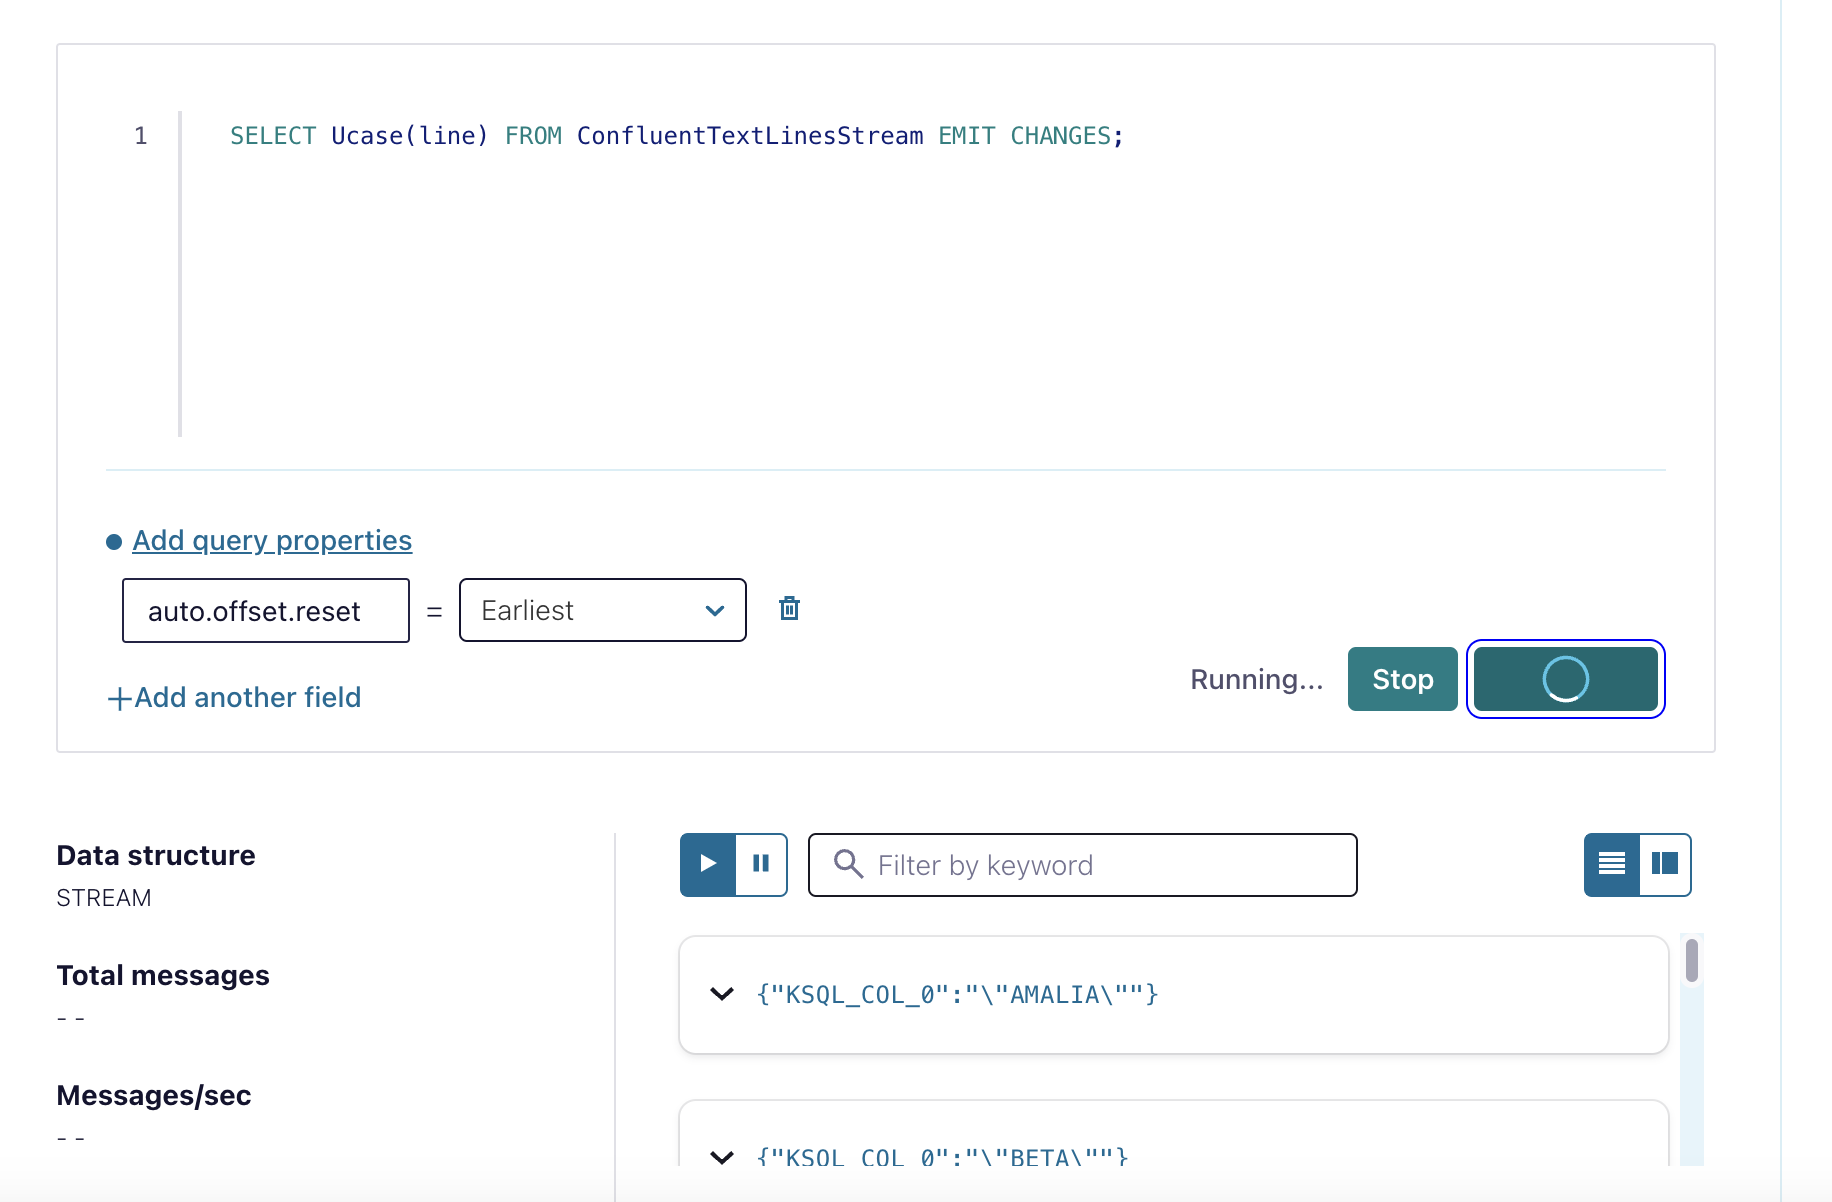 1 SELECT Ucase(line) FROM ConfluentTextLinesStream EMIT CHANGES;
Add query properties
auto.offset.reset = Earliest
+Add another field
Running... Stop
Data structure
STREAM
Total messages
--
Messages/sec
--
Filter by keyword
{"KSQL_COL_0":"\"AMALIA\""}
{"KSQL_COL_0":"\"BETA\""}